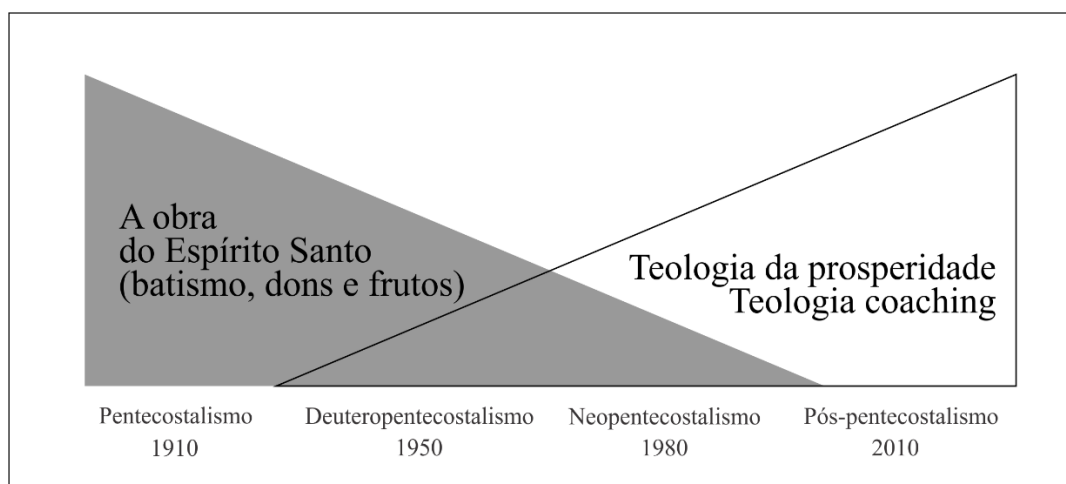 A obra
do Espírito Santo
(batismo, dons e frutos)
Teologia da prosperidade
Teologia coaching
Pentecostalismo
1910
Deuteropentecostalismo
1950
Neopentecostalismo
1980
Pós-pentecostalismo
2010